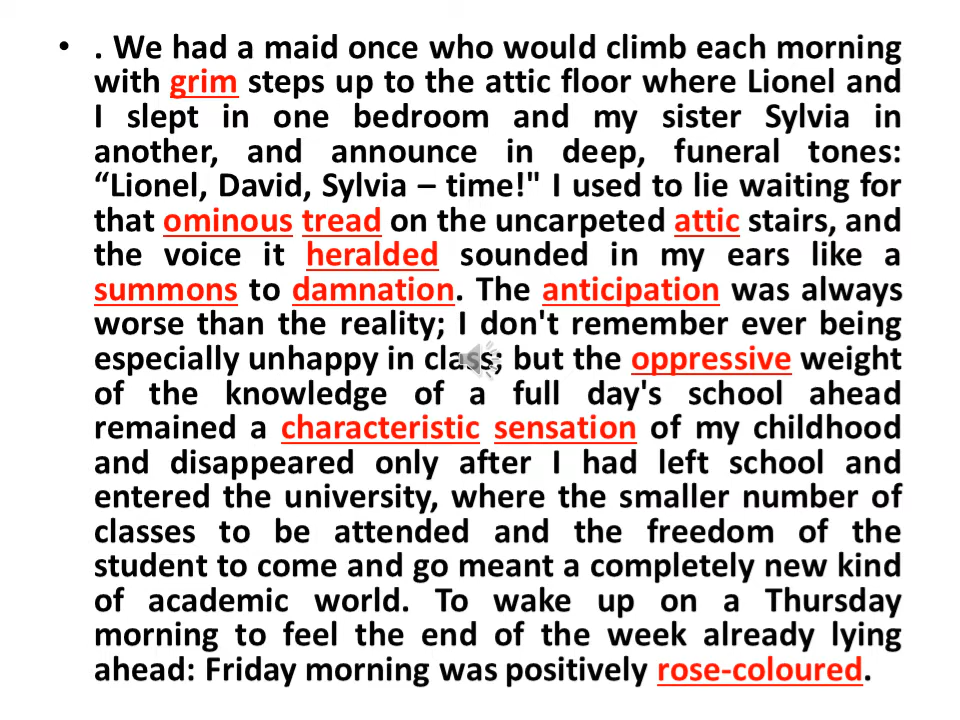 • . We had a maid once who would climb each morning
with grim steps up to the attic floor where Lionel and
I slept in one bedroom and my sister Sylvia in
another, and announce in deep, funeral tones:
“Lionel, David, Sylvia – time!" I used to lie waiting for
that ominous tread on the uncarpeted attic stairs, and
the voice it heralded sounded in my ears like a
summons to damnation. The anticipation was always
worse than the reality; I don't remember ever being
especially unhappy in class; but the oppressive weight
of the knowledge of a full day's school ahead
remained a characteristic sensation of my childhood
and disappeared only after I had left school and
entered the university, where the smaller number of
classes to be attended and the freedom of the
student to come and go meant a completely new kind
of academic world. To wake up on a Thursday
morning to feel the end of the week already lying
ahead: Friday morning was positively rose-coloured.